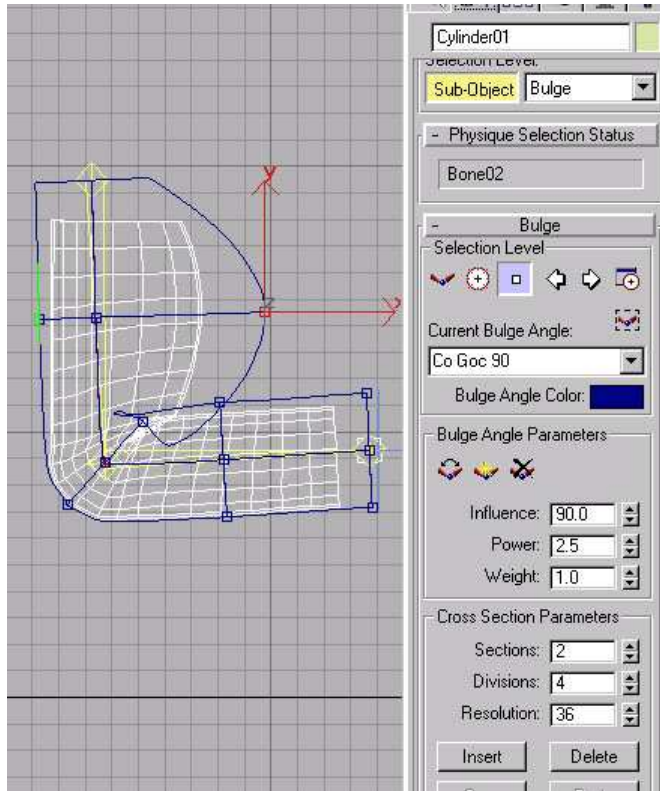 Cylinder01
Selection Level:
Sub-Object Bulge
- Physique Selection Status
Bone02
- Bulge
Selection Level
Current Bulge Angle:
Co Goc 90
Bulge Angle Color:
Bulge Angle Parameters
Influence: 90.0
Power: 2.5
Weight: 1.0
Cross Section Parameters
Sections: 2
Divisions: 4
Resolution: 36
Insert Delete
y
z